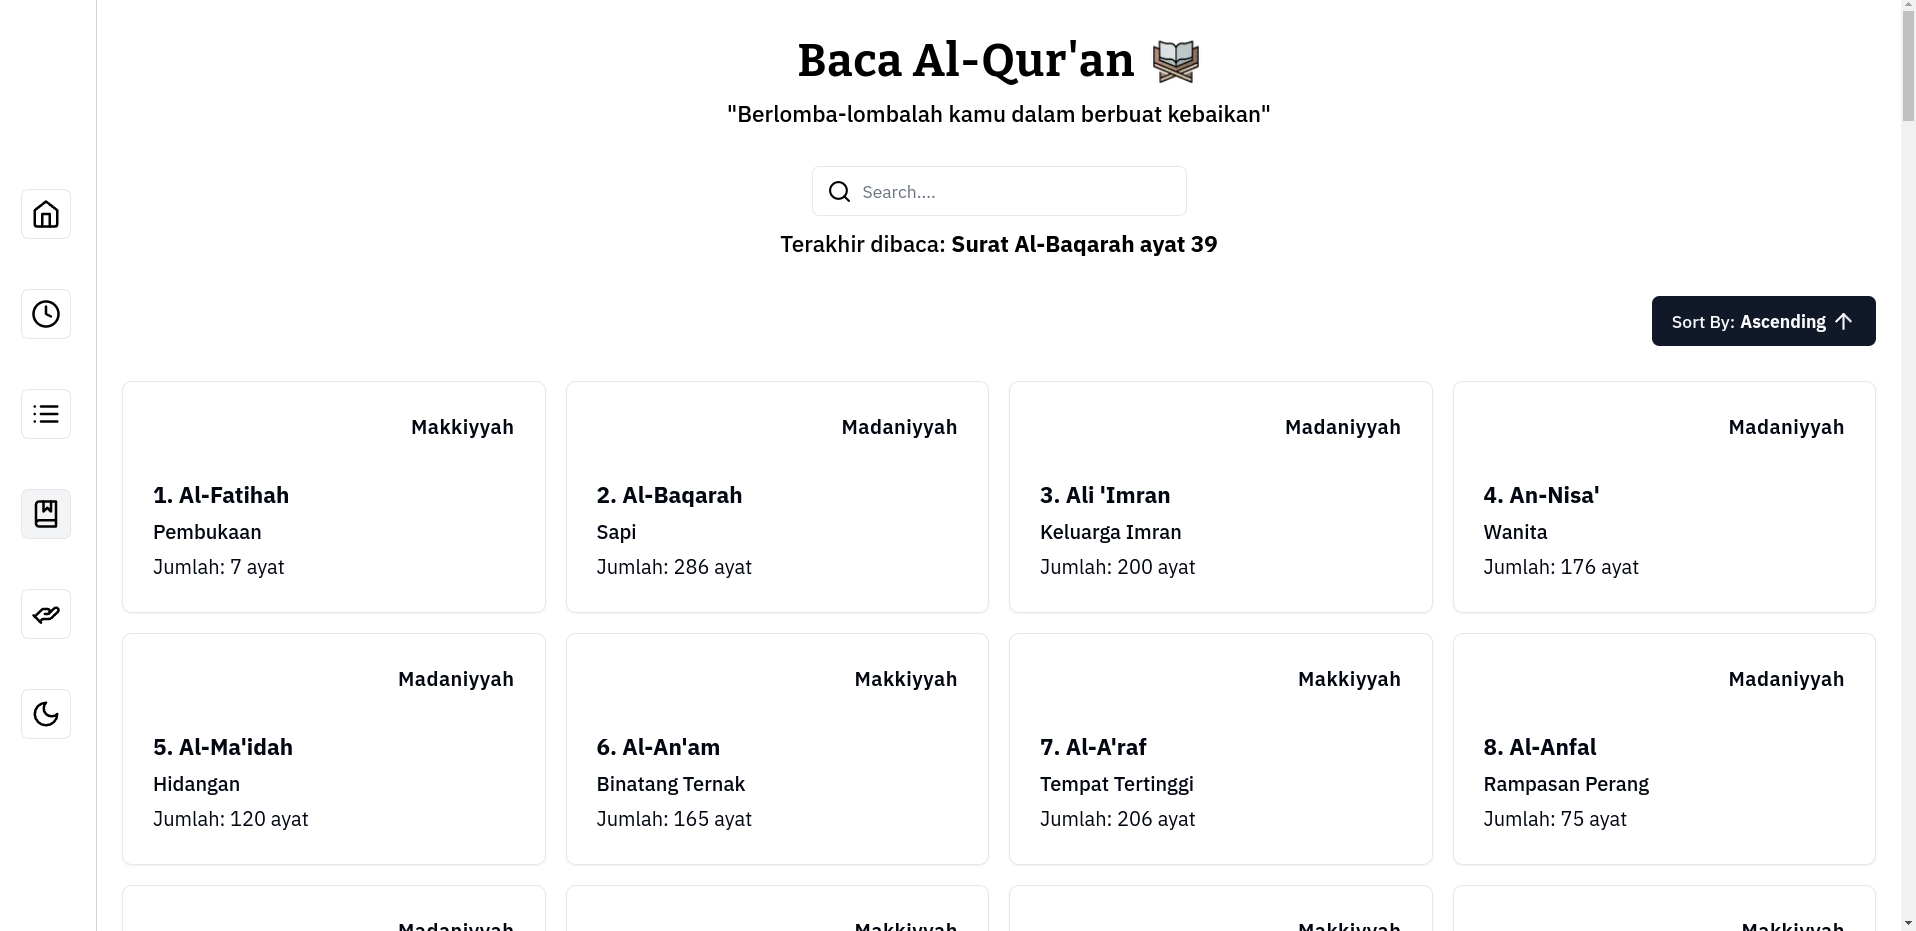 Baca Al-Qur'an
"Berlomba-lombalah kamu dalam berbuat kebaikan"
Search....
Terakhir dibaca: Surat Al-Baqarah ayat 39
Sort By: Ascending
Makkiyyah
1. Al-Fatihah
Pembukaan
Jumlah: 7 ayat
Madaniyyah
2. Al-Baqarah
Sapi
Jumlah: 286 ayat
Madaniyyah
3. Ali 'Imran
Keluarga Imran
Jumlah: 200 ayat
Madaniyyah
4. An-Nisa'
Wanita
Jumlah: 176 ayat
Madaniyyah
5. Al-Ma'idah
Hidangan
Jumlah: 120 ayat
Makkiyyah
6. Al-An'am
Binatang Ternak
Jumlah: 165 ayat
Makkiyyah
7. Al-A'raf
Tempat Tertinggi
Jumlah: 206 ayat
Madaniyyah
8. Al-Anfal
Rampasan Perang
Jumlah: 75 ayat
Madaniyyah
Makkiyyah
Makkiyyah
Makkiyyah